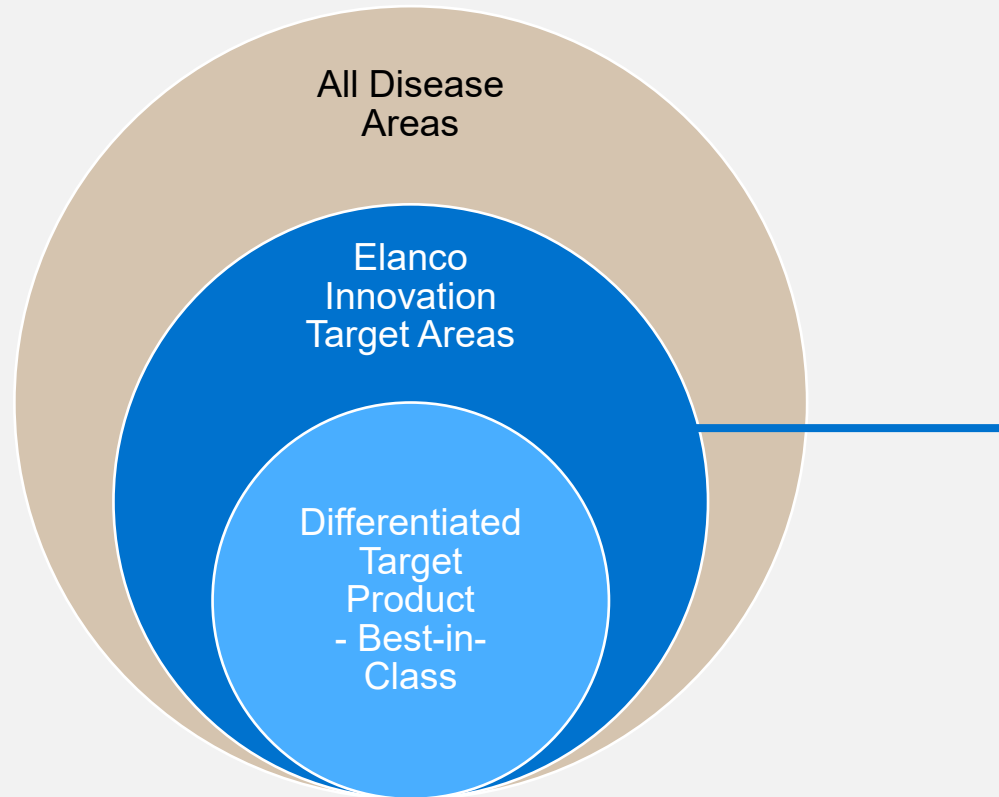 All Disease
Areas
Elanco
Innovation
Target Areas
Differentiated
Target
Product
- Best-in-
Class